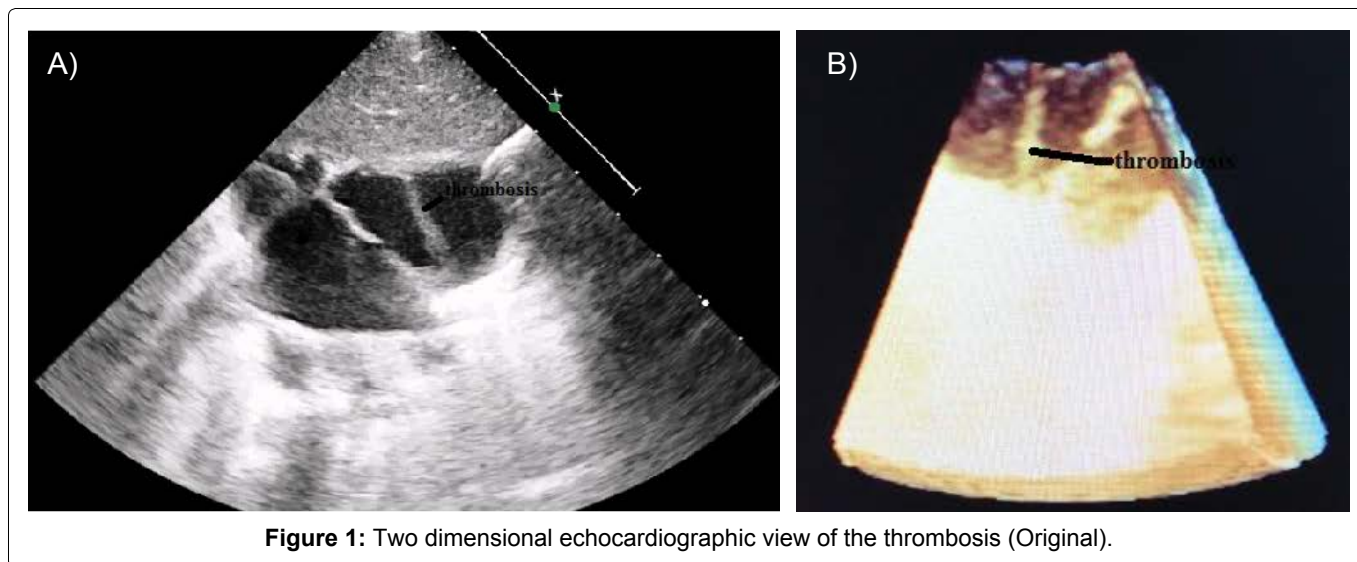 A)
thrombosis
B)
thrombosis
Figure 1: Two dimensional echocardiographic view of the thrombosis (Original).